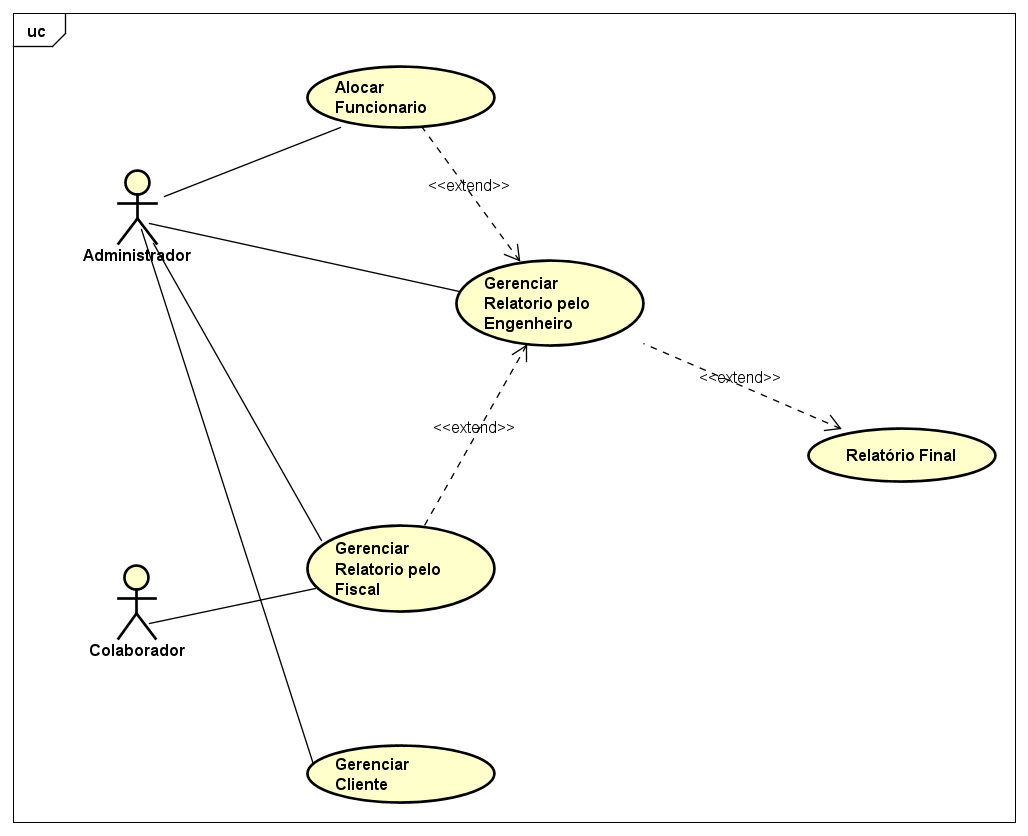 uc
Alocar
Funcionario
<<extend>>
Administrador
Gerenciar
Relatorio pelo
Engenheiro
<<extend>>
<<extend>>
Relatório Final
Gerenciar
Relatorio pelo
Fiscal
Colaborador
Gerenciar
Cliente